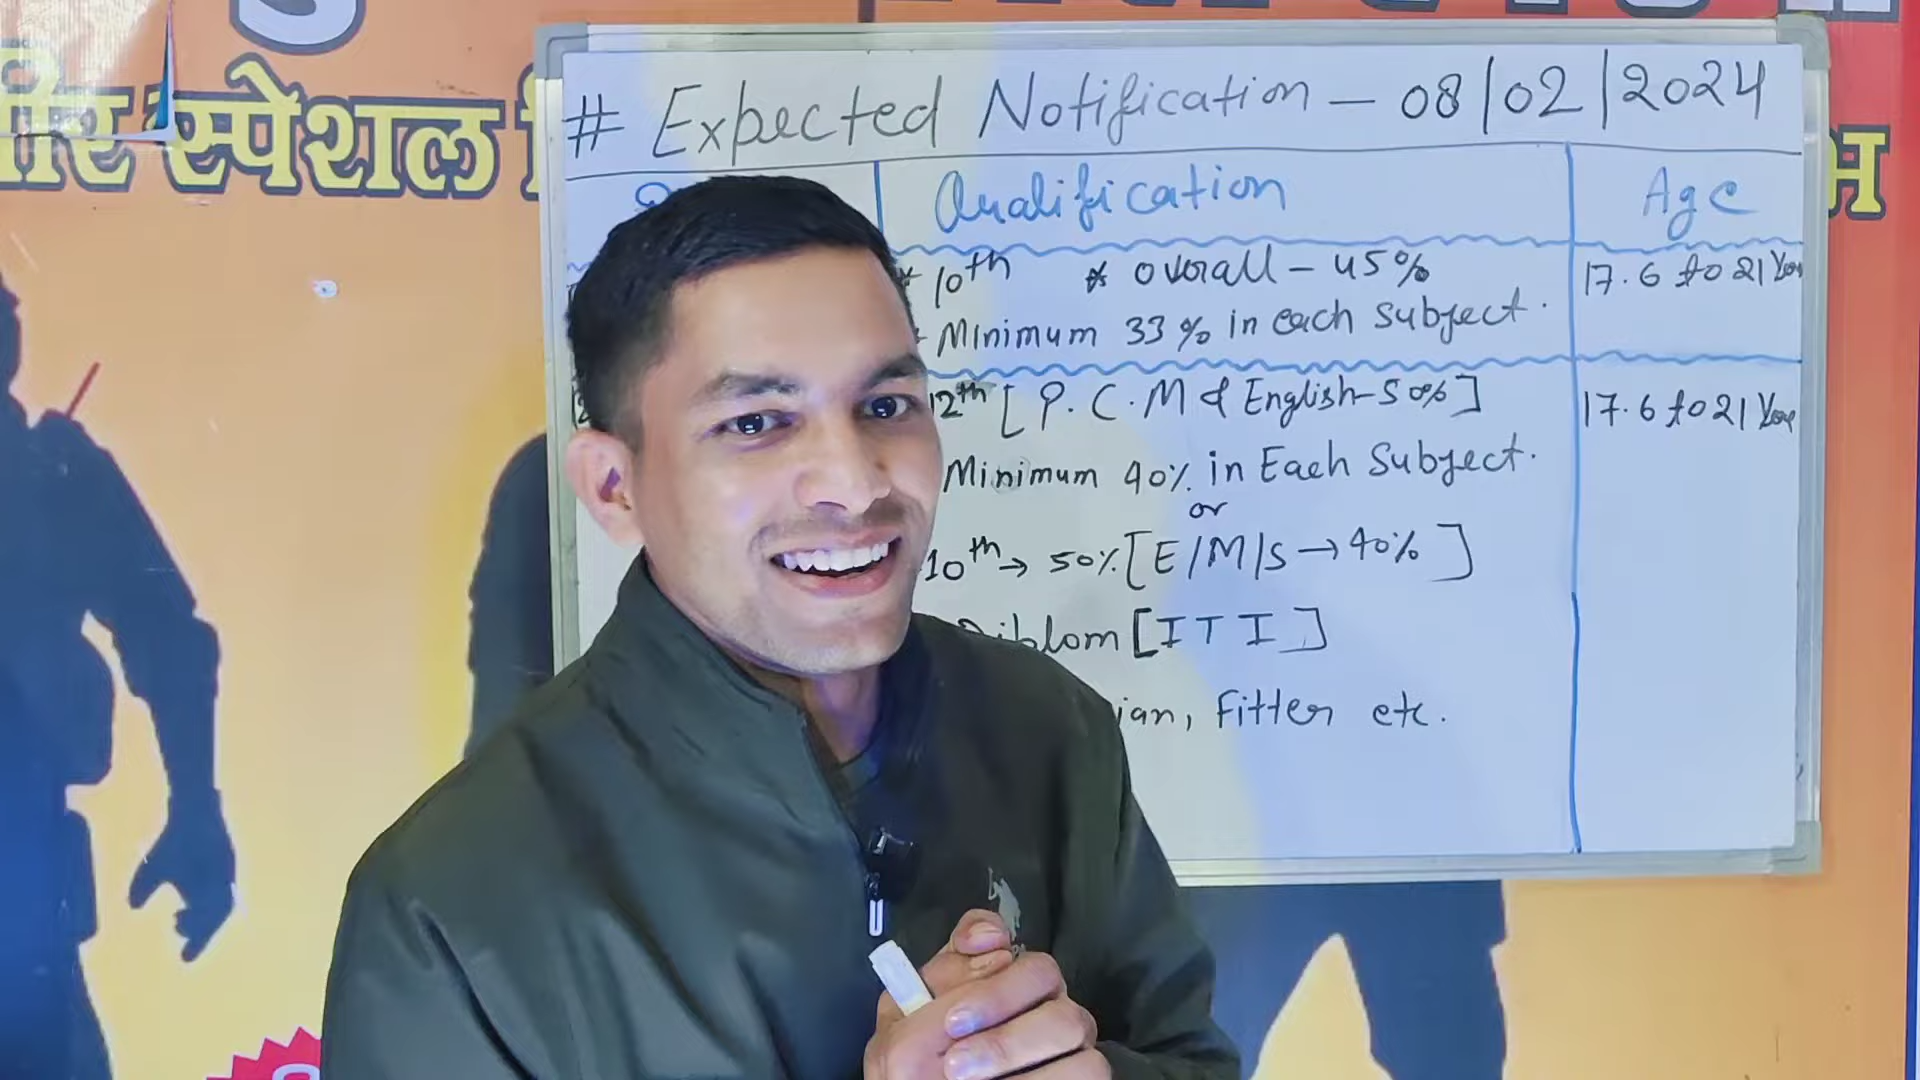 स्पेशल
# Expected Notification – 08/02/2024
Qualification
Age
* 10th * Overall – 45%
17.6 to 21 Year
Minimum 33% in each Subject.
12th [P.C.M & English-50%]
17.6 to 21 Year
Minimum 40% in Each Subject.
or
10th → 50% [E/M/S → 40%]
Diplom [ITI]
Fitter etc.